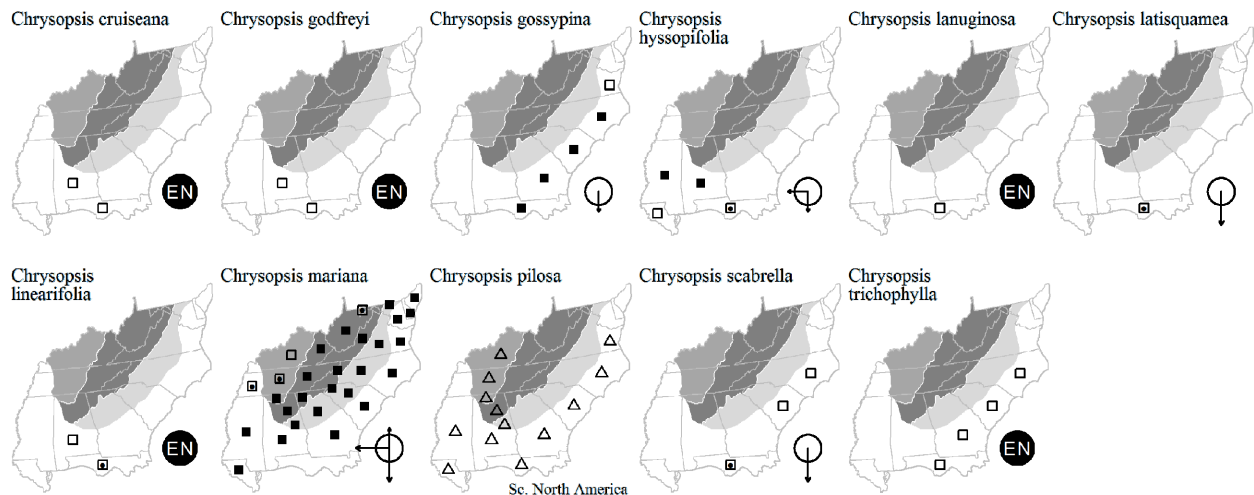 Chrysopsis cruiseana
Chrysopsis godfreyi
Chrysopsis gossypina
Chrysopsis
hyssopifolia
Chrysopsis lanuginosa
Chrysopsis latisquamea
EN
EN
EN
Chrysopsis
linearifolia
Chrysopsis mariana
Chrysopsis pilosa
Chrysopsis scabrella
Chrysopsis
trichophylla
EN
EN
Sc. North America